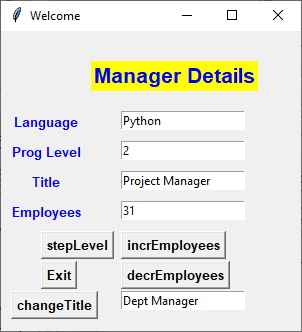 Welcome
Manager Details
Language Python
Prog Level 2
Title Project Manager
Employees 31
stepLevel incrEmployees
Exit decrEmployees
changeTitle Dept Manager